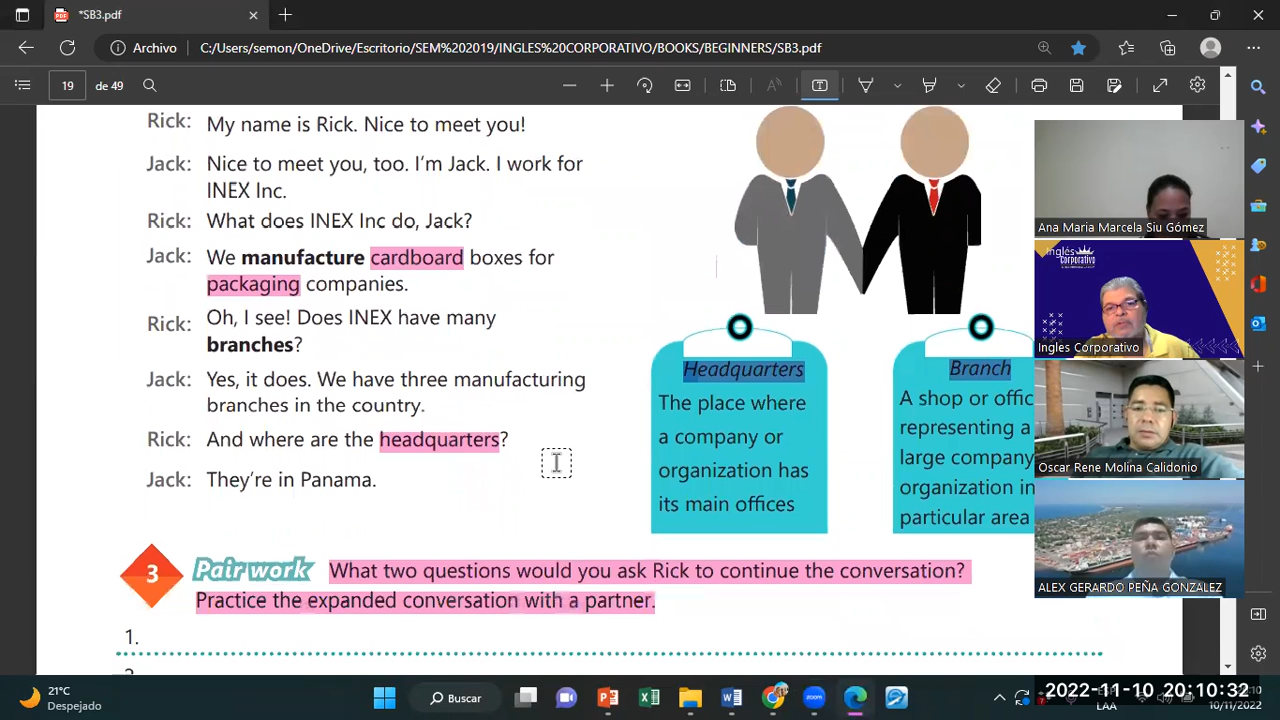 *SB3.pdf
Archivo
C:/Users/semon/OneDrive/Escritorio/SEM%202019/INGLES%20CORPORATIVO/BOOKS/BEGINNERS/SB3.pdf
19
de 49
Rick: My name is Rick. Nice to meet you!
Jack: Nice to meet you, too. I'm Jack. I work for
INEX Inc.
Rick: What does INEX Inc do, Jack?
Jack: We manufacture cardboard boxes for
packaging companies.
Rick: Oh, I see! Does INEX have many
branches?
Jack: Yes, it does. We have three manufacturing
branches in the country.
Rick: And where are the headquarters?
Jack: They're in Panama.
Headquarters
The place where
a company or
organization has
its main offices
Branch
A shop or offic
representing a
large company
organization in
particular area
3 Pair work What two questions would you ask Rick to continue the conversation?
Practice the expanded conversation with a partner.
1.
Ana Maria Marcela Siu Gómez
Inglés
Corporativo
Ingles Corporativo
Oscar Rene Molina Calidonio
ALEX GERARDO PEÑA GONZALEZ
21°C
Despejado
Buscar
LAA
2022-11-10 20:10:32
10/11/2022